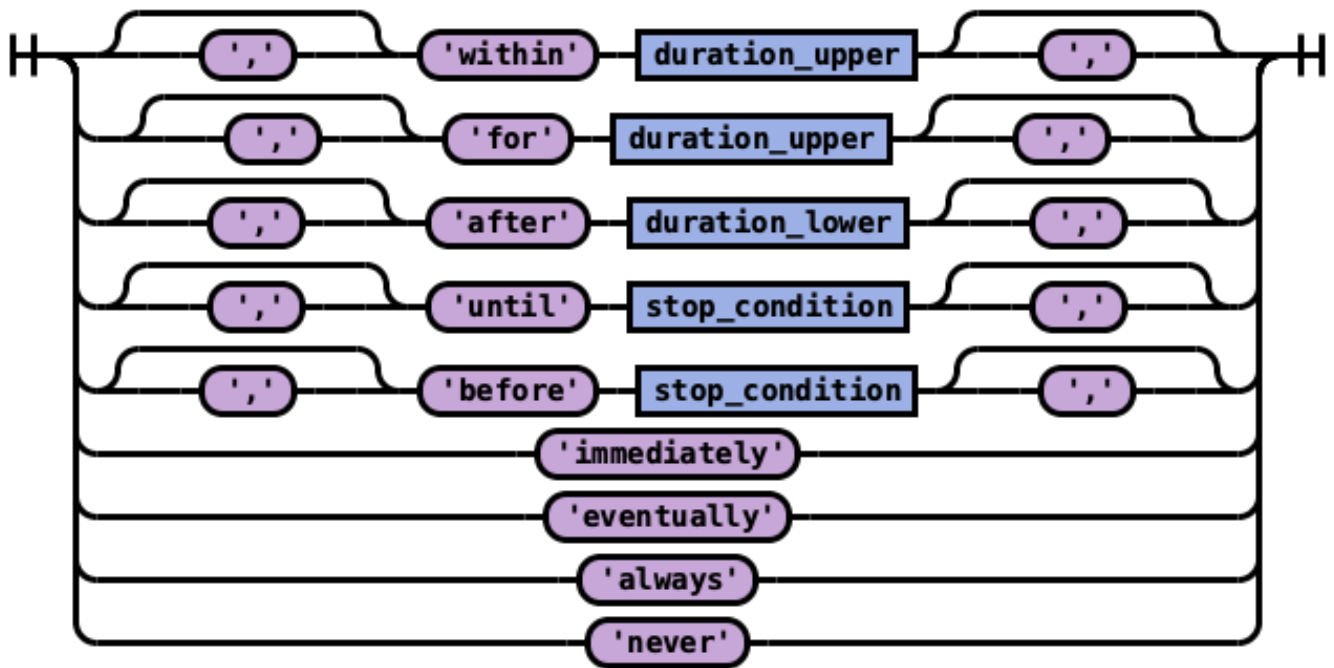 ',' 'within' duration_upper ','
',' 'for' duration_upper ','
',' 'after' duration_lower ','
',' 'until' stop_condition ','
',' 'before' stop_condition ','
'immediately'
'eventually'
'always'
'never'